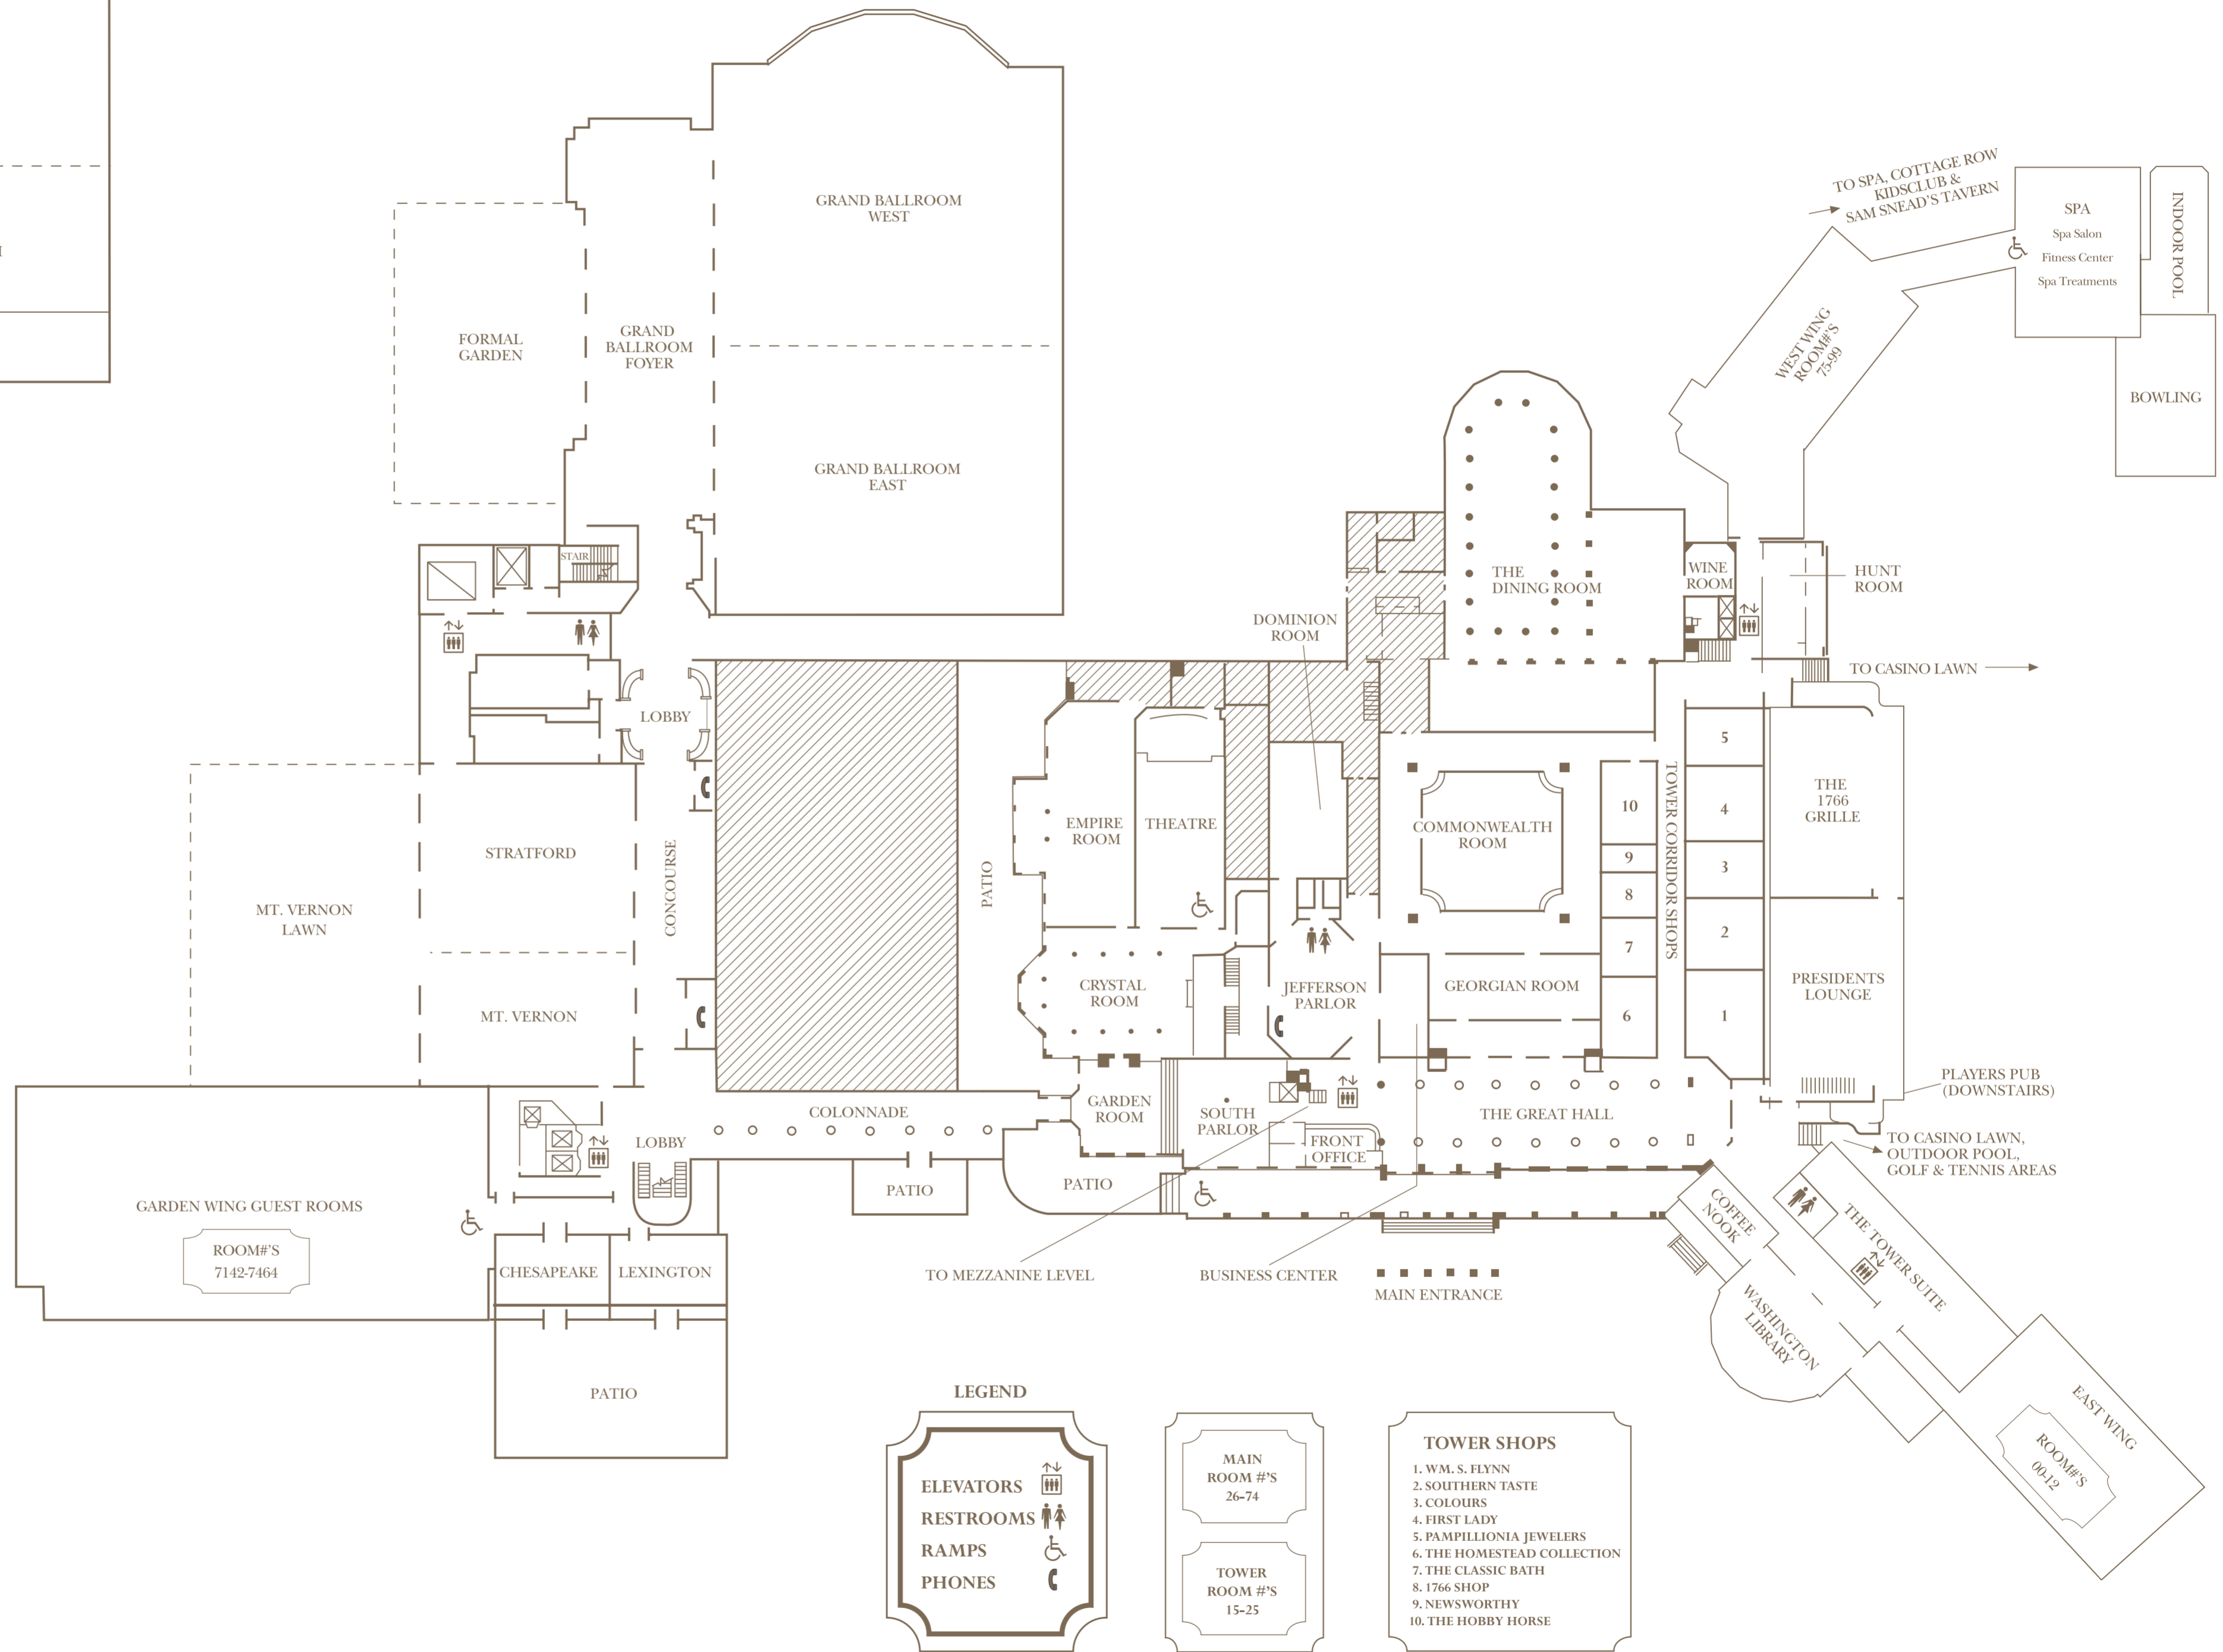 GRAND BALLROOM
WEST
FORMAL
GARDEN
GRAND
BALLROOM
FOYER
GRAND BALLROOM
EAST
STAIR
TO SPA, COTTAGE ROW
KIDSCLUB &
SAM SNEAD'S TAVERN
SPA
Spa Salon
Fitness Center
Spa Treatments
INDOOR POOL
BOWLING
WEST WING
ROOM#'S
75-99
THE
DINING ROOM
WINE
ROOM
HUNT
ROOM
TO CASINO LAWN
DOMINION
ROOM
LOBBY
STRATFORD
CONCOURSE
MT. VERNON
LAWN
MT. VERNON
PATIO
EMPIRE
ROOM
THEATRE
COMMONWEALTH
ROOM
TOWER CORRIDOR SHOPS
10
9
8
7
6
5
4
3
2
1
THE
1766
GRILLE
PRESIDENTS
LOUNGE
CRYSTAL
ROOM
JEFFERSON
PARLOR
GEORGIAN ROOM
COLONNADE
GARDEN
ROOM
SOUTH
PARLOR
FRONT
OFFICE
THE GREAT HALL
PLAYERS PUB
(DOWNSTAIRS)
TO CASINO LAWN,
OUTDOOR POOL,
GOLF & TENNIS AREAS
LOBBY
PATIO
PATIO
GARDEN WING GUEST ROOMS
ROOM#'S
7142-7464
CHESAPEAKE
LEXINGTON
PATIO
TO MEZZANINE LEVEL
BUSINESS CENTER
MAIN ENTRANCE
COFFEE
NOOK
THE TOWER SUITE
WASHINGTON
LIBRARY
EAST WING
ROOM#'S
00-12
LEGEND
ELEVATORS
RESTROOMS
RAMPS
PHONES
MAIN
ROOM #'S
26-74
TOWER
ROOM #'S
15-25
TOWER SHOPS
1. WM. S. FLYNN
2. SOUTHERN TASTE
3. COLOURS
4. FIRST LADY
5. PAMPILLIONIA JEWELERS
6. THE HOMESTEAD COLLECTION
7. THE CLASSIC BATH
8. 1766 SHOP
9. NEWSWORTHY
10. THE HOBBY HORSE